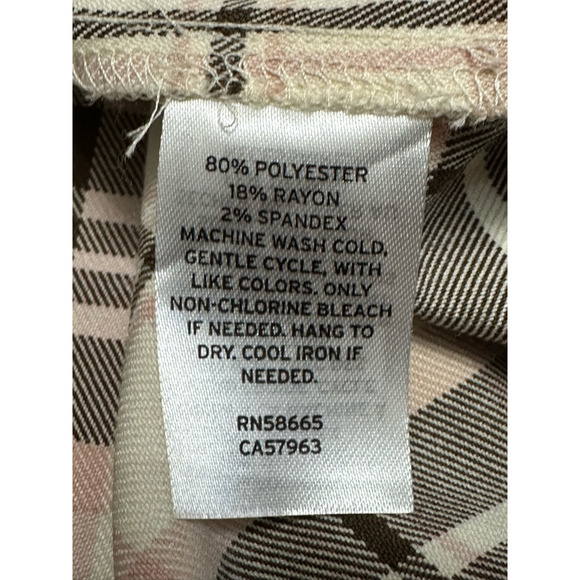 80% POLYESTER
18% RAYON
2% SPANDEX
MACHINE WASH COLD,
GENTLE CYCLE, WITH
LIKE COLORS. ONLY
NON-CHLORINE BLEACH
IF NEEDED. HANG TO
DRY. COOL IRON IF
NEEDED.
RN58665
CA57963